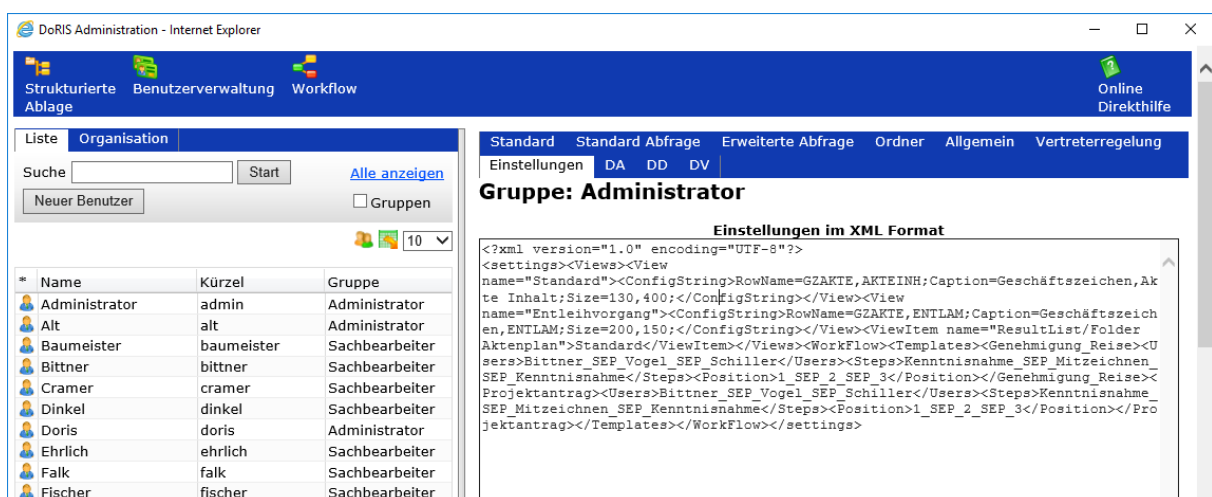 DoRIS Administration - Internet Explorer
Strukturierte Ablage
Benutzerverwaltung
Workflow
Online Direkthilfe
Liste Organisation
Suche Start Alle anzeigen
Neuer Benutzer Gruppen
10
* Name Kürzel Gruppe
Administrator admin Administrator
Alt alt Administrator
Baumeister baumeister Sachbearbeiter
Bittner bittner Sachbearbeiter
Cramer cramer Sachbearbeiter
Dinkel dinkel Sachbearbeiter
Doris doris Administrator
Ehrlich ehrlich Sachbearbeiter
Falk falk Sachbearbeiter
Fischer fischer Sachbearbeiter
Standard Standard Abfrage Erweiterte Abfrage Ordner Allgemein Vertreterregelung
Einstellungen DA DD DV
Gruppe: Administrator
Einstellungen im XML Format
<?xml version="1.0" encoding="UTF-8"?>
<settings><Views><View
name="Standard"><ConfigString>RowName=GZAKTE,AKTEINH;Caption=Geschäftszeichen,Ak
te Inhalt;Size=130,400;</ConfigString></View><View
name="Entleihvorgang"><ConfigString>RowName=GZAKTE,ENTLAM;Caption=Geschäftszeich
en,ENTLAM;Size=200,150;</ConfigString></View><ViewItem name="ResultList/Folder
Aktenplan">Standard</ViewItem></Views><WorkFlow><Templates><Genehmigung_Reise><U
sers>Bittner_SEP_Vogel_SEP_Schiller</Users><Steps>Kenntnisnahme_SEP_Mitzeichnen_
SEP_Kenntnisnahme</Steps><Position>1_SEP_2_SEP_3</Position></Genehmigung_Reise><
Projektantrag><Users>Bittner_SEP_Vogel_SEP_Schiller</Users><Steps>Kenntnisnahme_
SEP_Mitzeichnen_SEP_Kenntnisnahme</Steps><Position>1_SEP_2_SEP_3</Position></Pro
jektantrag></Templates></WorkFlow></settings>